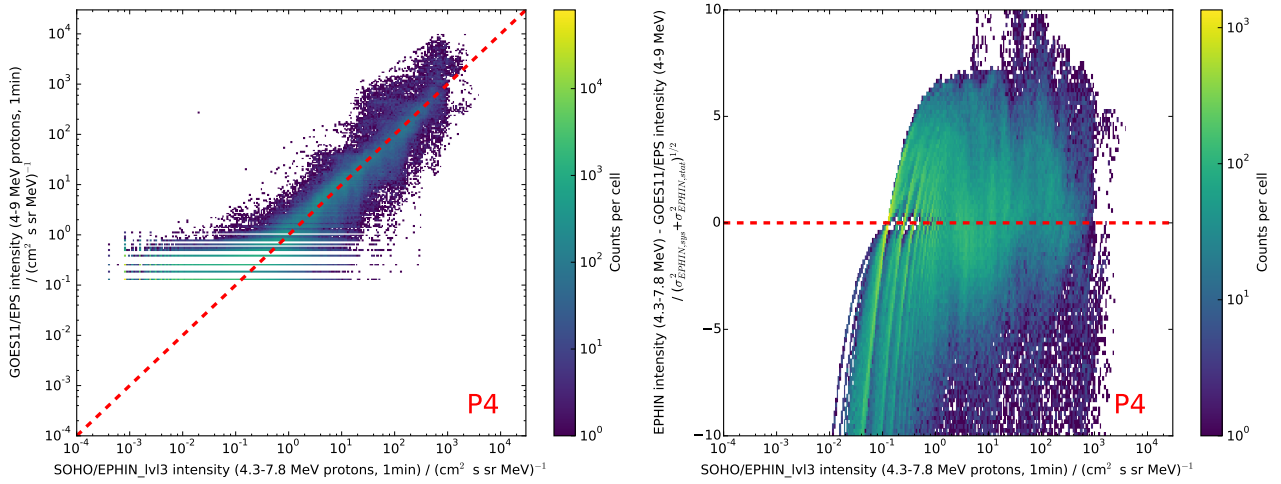 GOES11/EPS intensity (4-9 MeV protons, 1min)
/ (cm² s sr MeV)⁻¹
10⁴
10³
10²
10¹
10⁰
10⁻¹
10⁻²
10⁻³
10⁻⁴
P4
10⁻⁴ 10⁻³ 10⁻² 10⁻¹ 10⁰ 10¹ 10² 10³ 10⁴
SOHO/EPHIN_lvl3 intensity (4.3-7.8 MeV protons, 1min) / (cm² s sr MeV)⁻¹
10⁴
10³
10²
10¹
10⁰
Counts per cell
EPHIN intensity (4.3-7.8 MeV) - GOES11/EPS intensity (4-9 MeV)
/ (σ²_EPHIN,sys+σ²_EPHIN,stat)^1/2
10
5
0
−5
−10
P4
10⁻⁴ 10⁻³ 10⁻² 10⁻¹ 10⁰ 10¹ 10² 10³ 10⁴
SOHO/EPHIN_lvl3 intensity (4.3-7.8 MeV protons, 1min) / (cm² s sr MeV)⁻¹
10³
10²
10¹
10⁰
Counts per cell